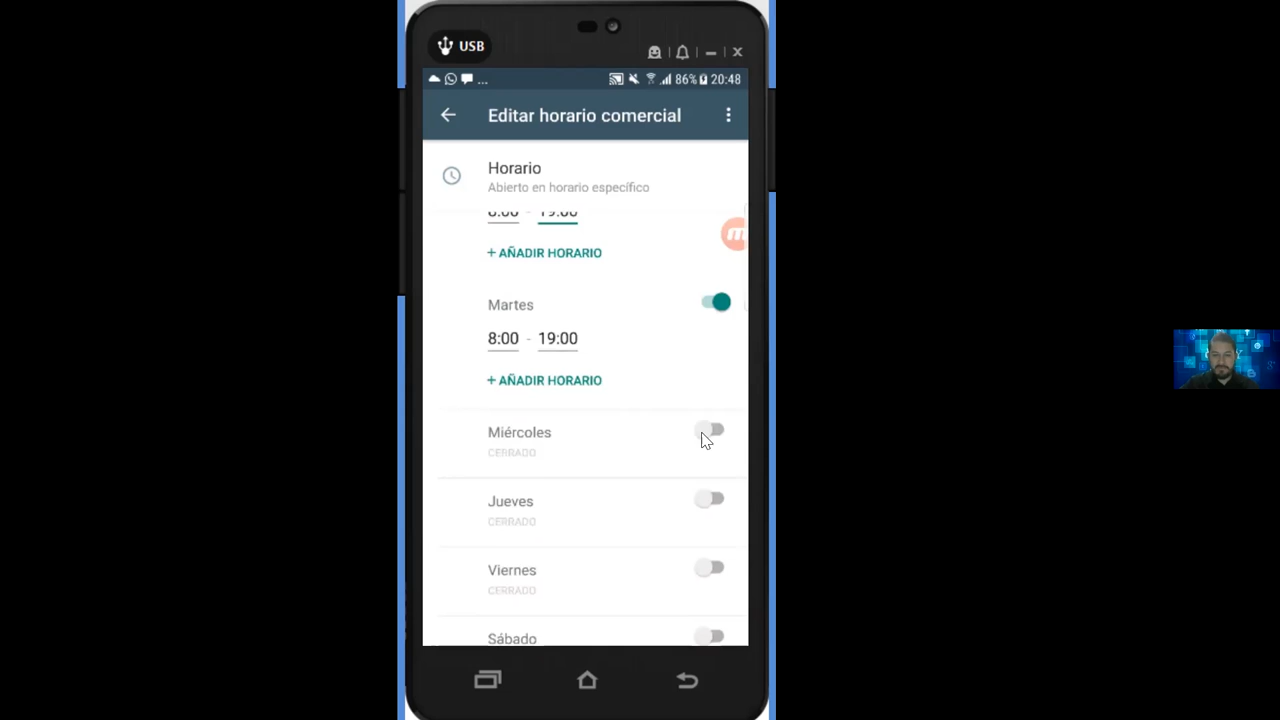 USB
... 86% 20:48
Editar horario comercial
Horario
Abierto en horario específico
8:00 - 19:00
+ AÑADIR HORARIO
Martes
8:00 - 19:00
+ AÑADIR HORARIO
Miércoles
CERRADO
Jueves
CERRADO
Viernes
CERRADO
Sábado